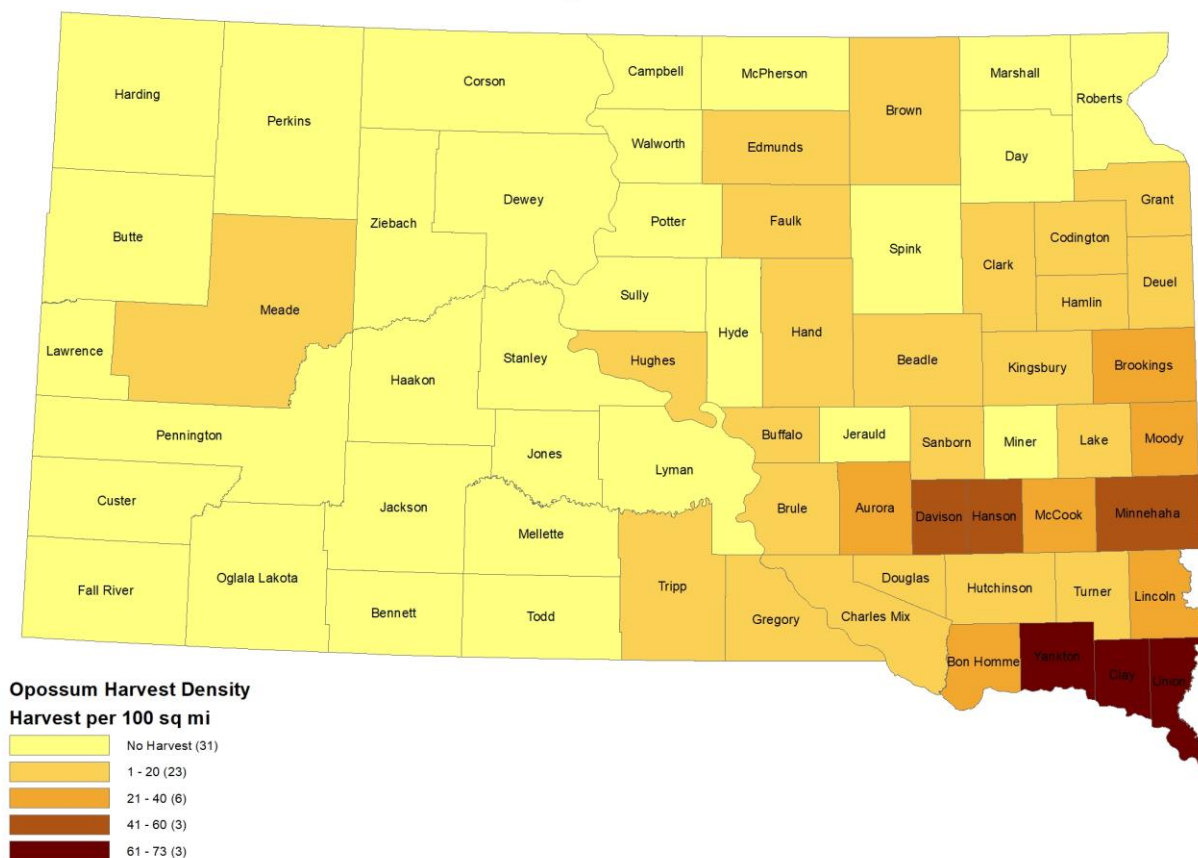 Campbell
McPherson
Marshall
Corson
Harding
Roberts
Brown
Perkins
Walworth
Edmunds
Day
Dewey
Grant
Ziebach
Potter
Faulk
Butte
Codington
Spink
Clark
Deuel
Sully
Hamlin
Meade
Hyde
Hand
Lawrence
Stanley
Hughes
Beadle
Kingsbury
Brookings
Haakon
Pennington
Buffalo
Jerauld
Sanborn
Miner
Lake
Moody
Jones
Lyman
Custer
Jackson
Brule
Aurora
Davison
Hanson
McCook
Minnehaha
Mellette
Oglala Lakota
Fall River
Tripp
Douglas
Hutchinson
Turner
Lincoln
Bennett
Todd
Gregory
Charles Mix
Bon Homme
Yankton
Clay
Union
Opossum Harvest Density
Harvest per 100 sq mi
No Harvest (31)
1 - 20 (23)
21 - 40 (6)
41 - 60 (3)
61 - 73 (3)